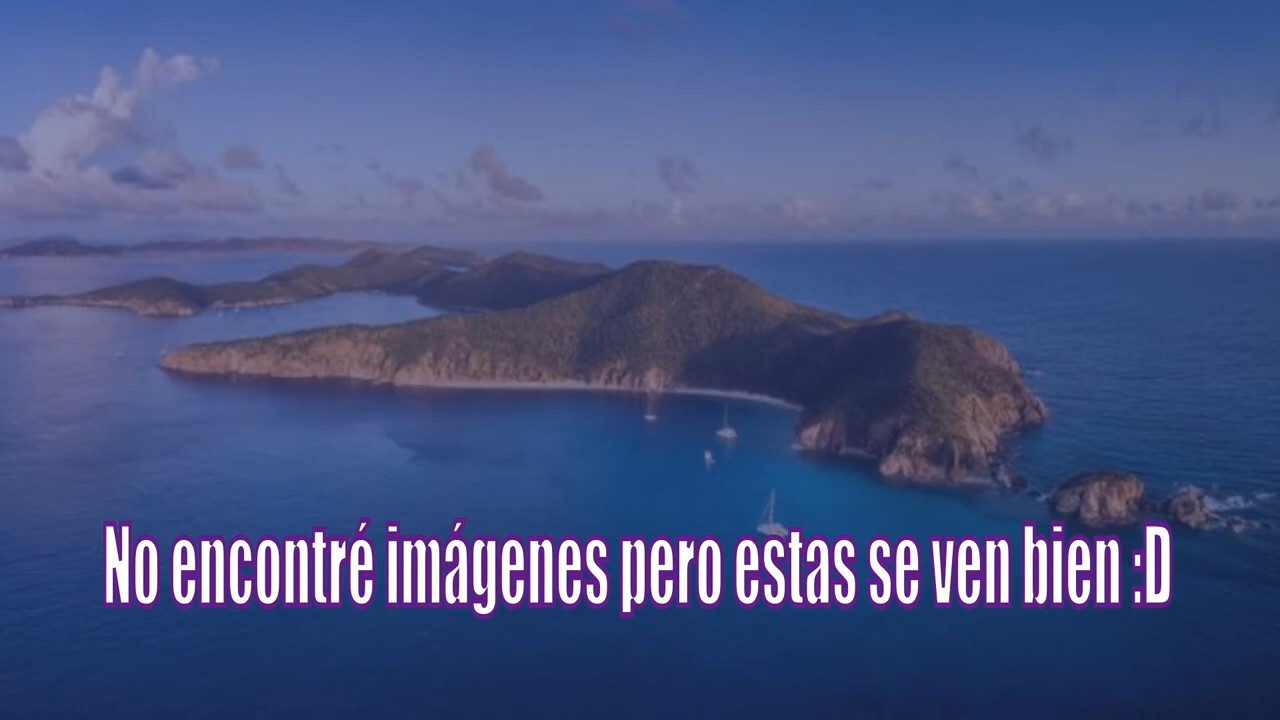 No encontré imágenes pero estas se ven bien :D